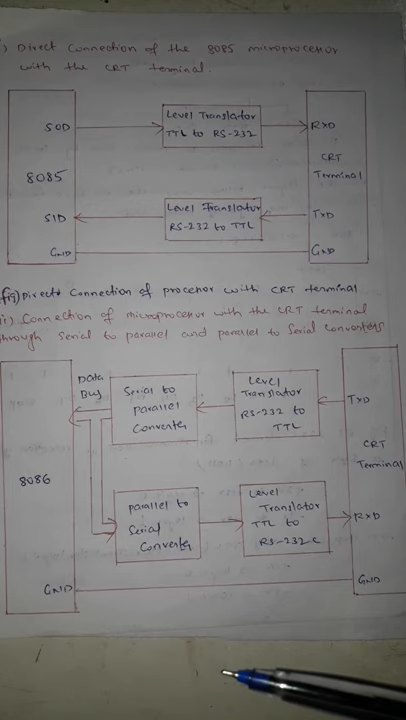 i) Direct Connection of the 8085 microprocessor
with the CRT terminal.
SOD
Level Translator
TTL to RS-232
RXD
8085
CRT
Terminal
SID
Level Translator
RS-232 to TTL
TXD
GND
GND
fig) Direct Connection of processor with CRT terminal
ii) Connection of microprocessor with the CRT terminal
through Serial to parallel and parallel to Serial Converters
Data
Bus
Serial to
parallel
Converter
Level
Translator
RS-232 to
TTL
TXD
CRT
Terminal
8086
parallel to
Serial
Converter
Level
Translator
TTL to
RS-232C
RXD
GND
GND